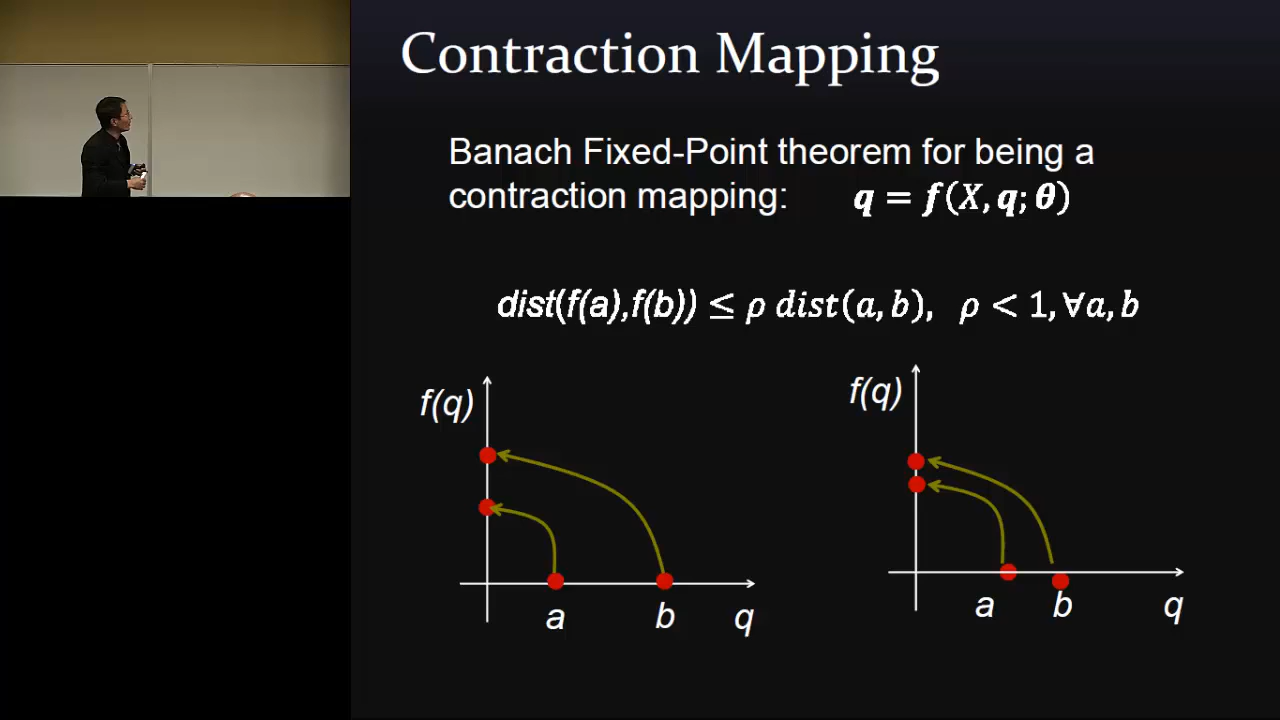 Contraction Mapping
Banach Fixed-Point theorem for being a
contraction mapping: q = f(X, q; θ)
dist(f(a),f(b)) ≤ ρ dist(a, b), ρ < 1, ∀a, b
f(q)
a
b
q
f(q)
a
b
q